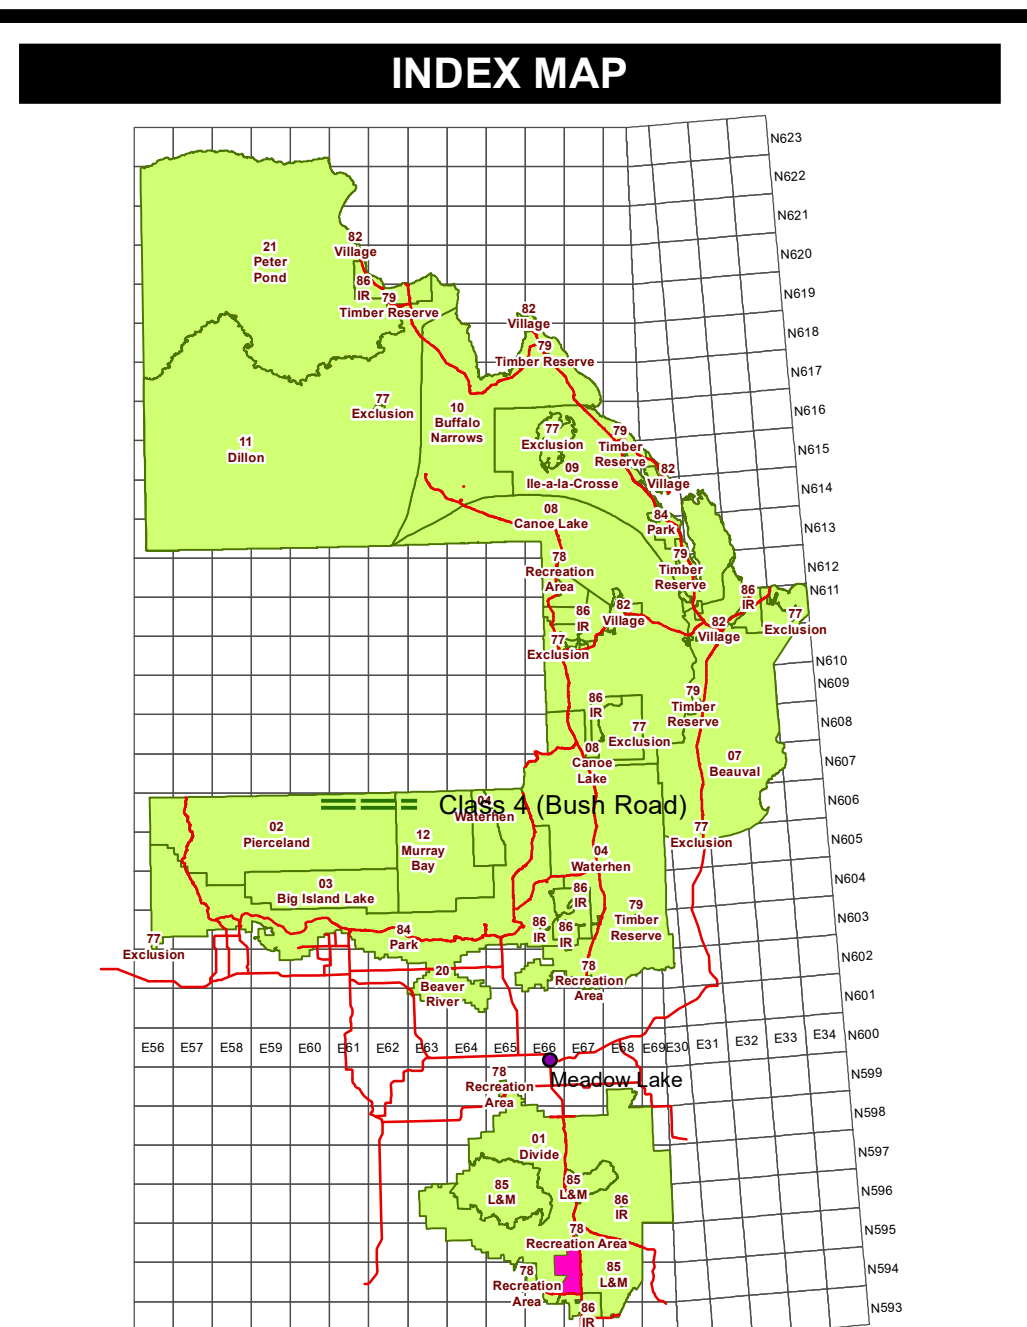 INDEX MAP
N623
N622
N621
N620
N619
N618
N617
N616
N615
N614
N613
N612
N611
N610
N609
N608
N607
N606
N605
N604
N603
N602
N601
N600
N599
N598
N597
N596
N595
N594
N593
21
Peter
Pond
82
Village
86
IR
79
Timber Reserve
82
Village
79
Timber Reserve
77
Exclusion
10
Buffalo
Narrows
11
Dillon
77
Exclusion
79
Timber
Reserve
09
Ile-a-la-Crosse
82
Village
08
Canoe Lake
84
Park
78
Recreation
Area
79
Timber
Reserve
86
IR
82
Village
86
IR
77
Exclusion
82
Village
77
Exclusion
86
IR
79
Timber
Reserve
77
Exclusion
08
Canoe
Lake
07
Beauval
Class 4 (Bush Road)
04
Waterhen
02
Pierceland
12
Murray
Bay
77
Exclusion
04
Waterhen
03
Big Island Lake
86
IR
79
Timber
Reserve
84
Park
86
IR
86
IR
77
Exclusion
20
Beaver
River
78
Recreation
Area
E56 E57 E58 E59 E60 E61 E62 E63 E64 E65 E66 E67 E68 E69 E30 E31 E32 E33 E34
Meadow Lake
78
Recreation
Area
01
Divide
85
L&M
85
L&M
86
IR
78
Recreation Area
78
Recreation
Area
85
L&M
86
IR